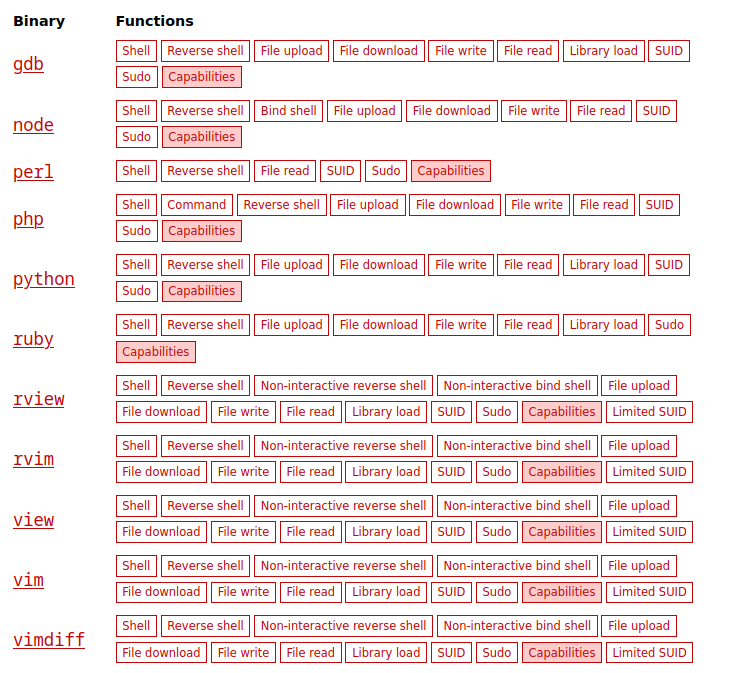 Binary Functions
gdb
Shell Reverse shell File upload File download File write File read Library load SUID
Sudo Capabilities
node
Shell Reverse shell Bind shell File upload File download File write File read SUID
Sudo Capabilities
perl
Shell Reverse shell File read SUID Sudo Capabilities
php
Shell Command Reverse shell File upload File download File write File read SUID
Sudo Capabilities
python
Shell Reverse shell File upload File download File write File read Library load SUID
Sudo Capabilities
ruby
Shell Reverse shell File upload File download File write File read Library load Sudo
Capabilities
rview
Shell Reverse shell Non-interactive reverse shell Non-interactive bind shell File upload
File download File write File read Library load SUID Sudo Capabilities Limited SUID
rvim
Shell Reverse shell Non-interactive reverse shell Non-interactive bind shell File upload
File download File write File read Library load SUID Sudo Capabilities Limited SUID
view
Shell Reverse shell Non-interactive reverse shell Non-interactive bind shell File upload
File download File write File read Library load SUID Sudo Capabilities Limited SUID
vim
Shell Reverse shell Non-interactive reverse shell Non-interactive bind shell File upload
File download File write File read Library load SUID Sudo Capabilities Limited SUID
vimdiff
Shell Reverse shell Non-interactive reverse shell Non-interactive bind shell File upload
File download File write File read Library load SUID Sudo Capabilities Limited SUID